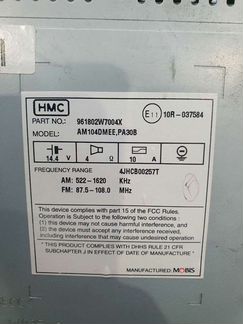 HMC
E11 10R-037584
PART NO.: 961802W7004X
MODEL: AM104DMEE,PA30B
14.4 4 10
V Ω A
FREQUENCY RANGE 4JHCB00257T
AM: 522-1620 KHz
FM: 87.5-108.0 MHz
This device complies with part 15 of the FCC Rules.
Operation is Subject to the following two conditions:
(1) this device may not cause harmful interference, and
(2) the device must accept any interference received,
including interference that may cause undesired operation
* THIS PRODUCT COMPLIES WITH DHHS RULE 21 CFR
SUBCHAPTER J IN EFFECT OF DATE OF MANUFACTURE.*
MANUFACTURED: MOBIS